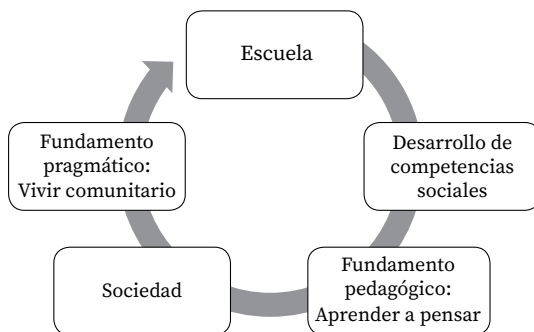 Escuela
Desarrollo de
competencias
sociales
Fundamento
pedagógico:
Aprender a pensar
Sociedad
Fundamento
pragmático:
Vivir comunitario